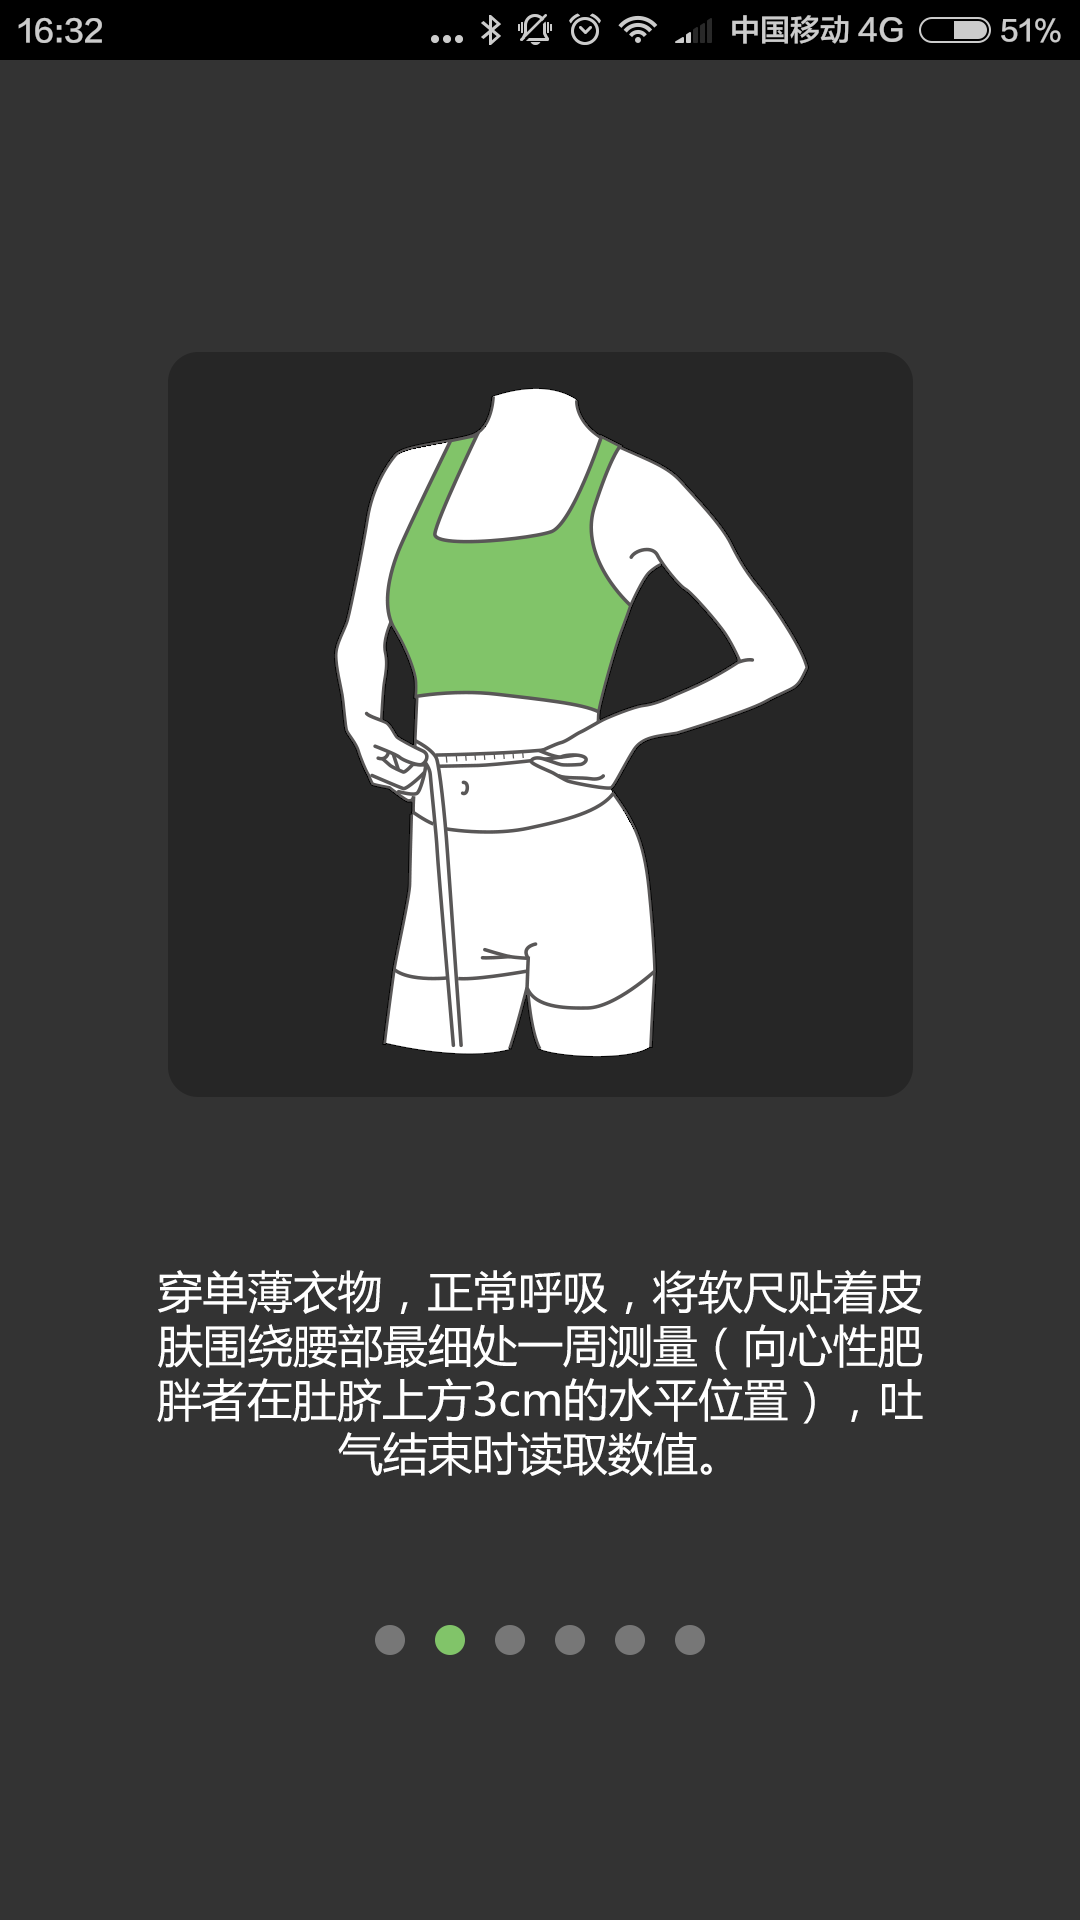 16:32 中国移动 4G 51%
穿单薄衣物，正常呼吸，将软尺贴着皮
肤围绕腰部最细处一周测量（向心性肥
胖者在肚脐上方3cm的水平位置），吐
气结束时读取数值。